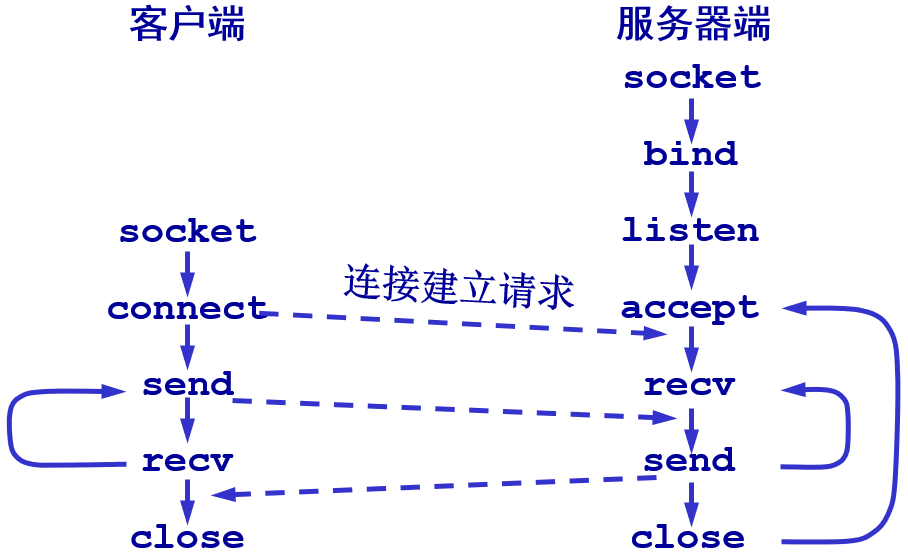 客户端
服务器端
socket
bind
listen
socket
连接建立请求
connect
accept
send
recv
recv
send
close
close